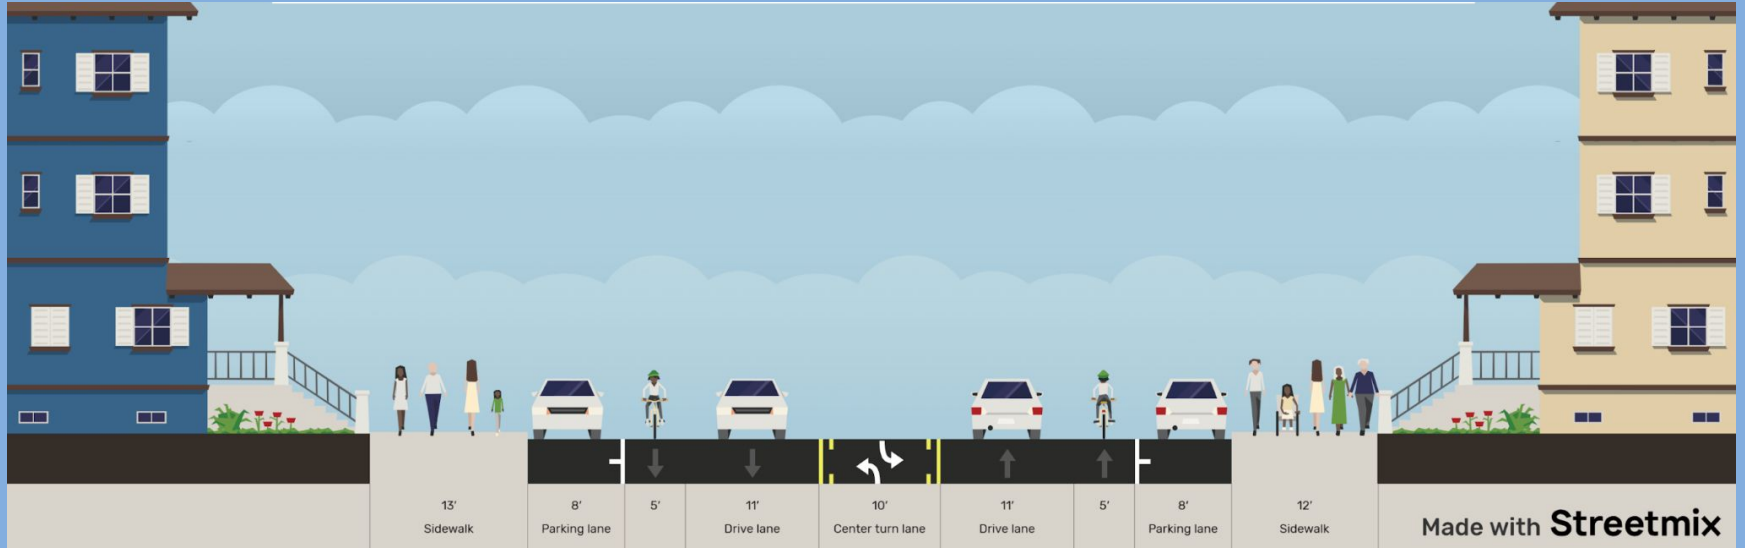 13′
Sidewalk
8′
Parking lane
5′
11′
Drive lane
10′
Center turn lane
11′
Drive lane
5′
8′
Parking lane
12′
Sidewalk
Made with Streetmix